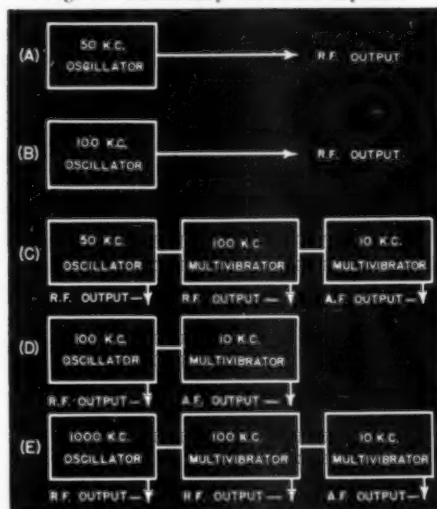 (A) 50 K.C. OSCILLATOR R.F. OUTPUT
(B) 100 K.C. OSCILLATOR R.F. OUTPUT
(C) 50 K.C. OSCILLATOR 100 K.C. MULTIVIBRATOR 10 K.C. MULTIVIBRATOR
R.F. OUTPUT R.F. OUTPUT A.F. OUTPUT
(D) 100 K.C. OSCILLATOR 10 K.C. MULTIVIBRATOR
R.F. OUTPUT A.F. OUTPUT
(E) 1000 K.C. OSCILLATOR 100 K.C. MULTIVIBRATOR 10 K.C. MULTIVIBRATOR
R.F. OUTPUT R.F. OUTPUT A.F. OUTPUT